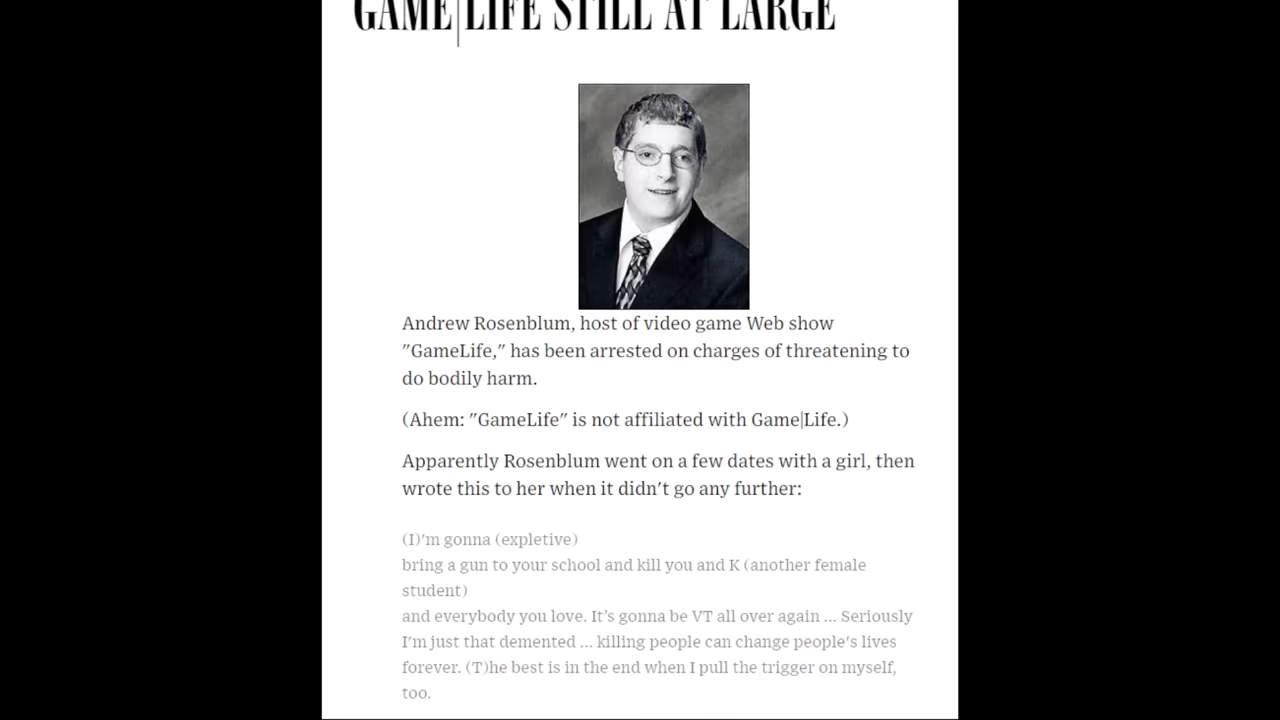 GAME|LIFE STILL AT LARGE
Andrew Rosenblum, host of video game Web show
"GameLife," has been arrested on charges of threatening to
do bodily harm.
(Ahem: "GameLife" is not affiliated with Game|Life.)
Apparently Rosenblum went on a few dates with a girl, then
wrote this to her when it didn't go any further:
(I)'m gonna (expletive)
bring a gun to your school and kill you and K (another female
student)
and everybody you love. It's gonna be VT all over again ... Seriously
I'm just that demented ... killing people can change people's lives
forever. (T)he best is in the end when I pull the trigger on myself,
too.